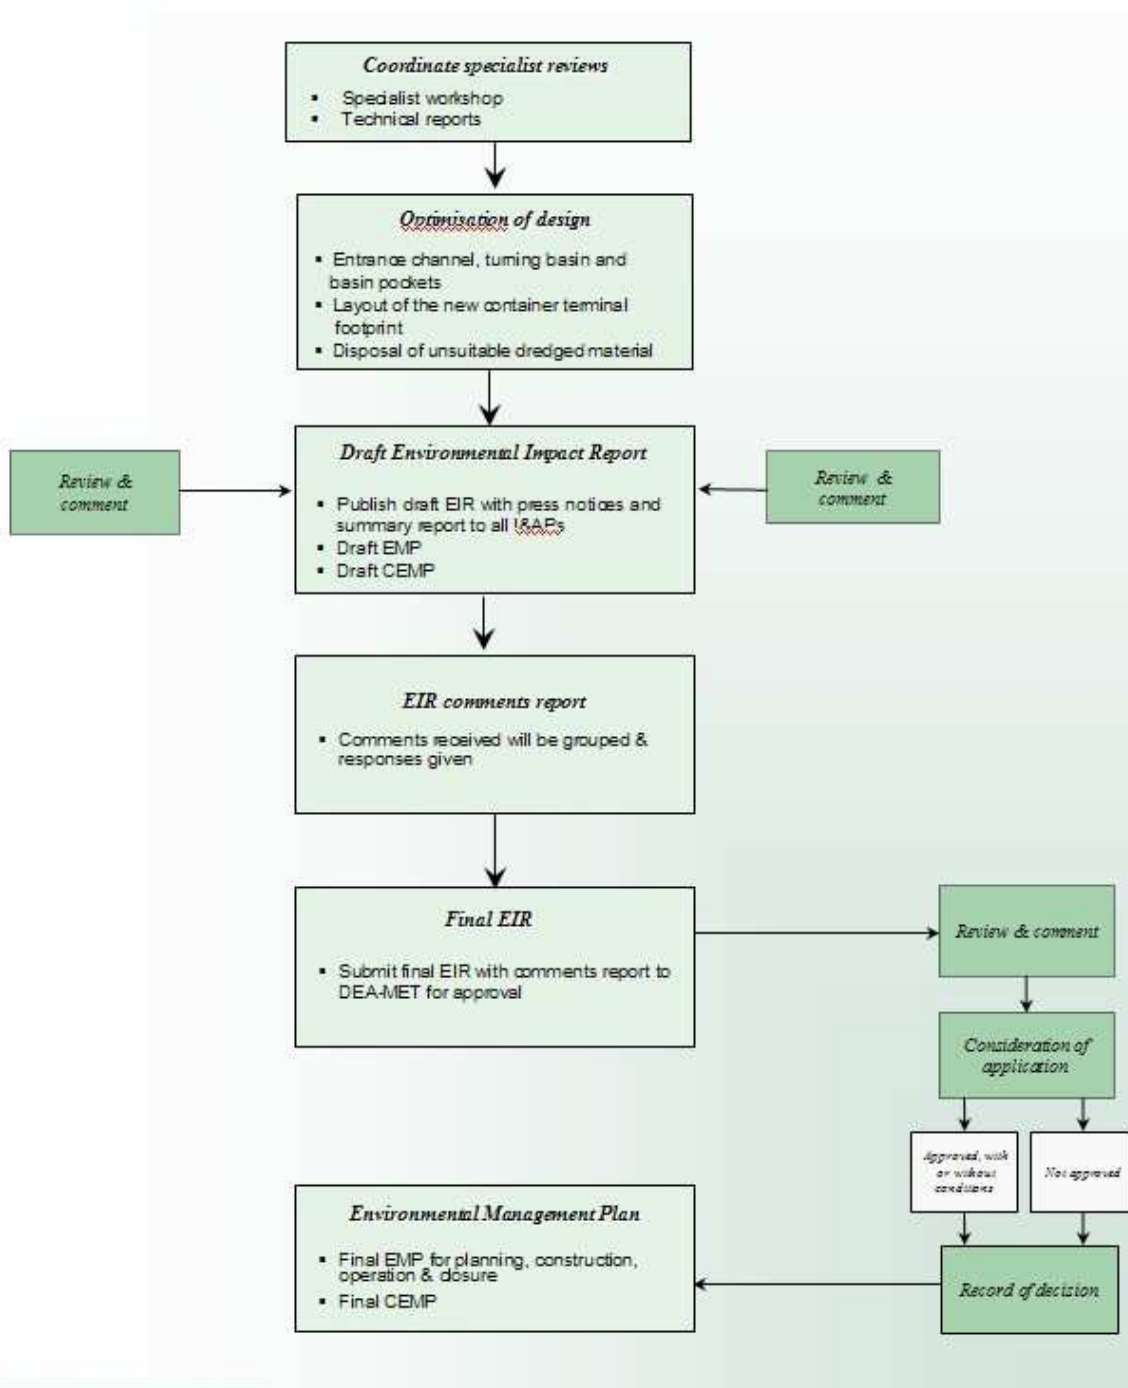 Coordinate specialist reviews
▪ Specialist workshop
▪ Technical reports
Optimisation of design
▪ Entrance channel, turning basin and
basin pockets
▪ Layout of the new container terminal
footprint
▪ Disposal of unsuitable dredged material
Review &
comment
Draft Environmental Impact Report
▪ Publish draft EIR with press notices and
summary report to all I&APs
▪ Draft EMP
▪ Draft CEMP
Review &
comment
EIR comments report
▪ Comments received will be grouped &
responses given
Final EIR
▪ Submit final EIR with comments report to
DEA-MET for approval
Review & comment
Consideration of
application
Approved, with
or without
conditions
Not approved
Record of decision
Environmental Management Plan
▪ Final EMP for planning, construction,
operation & closure
▪ Final CEMP